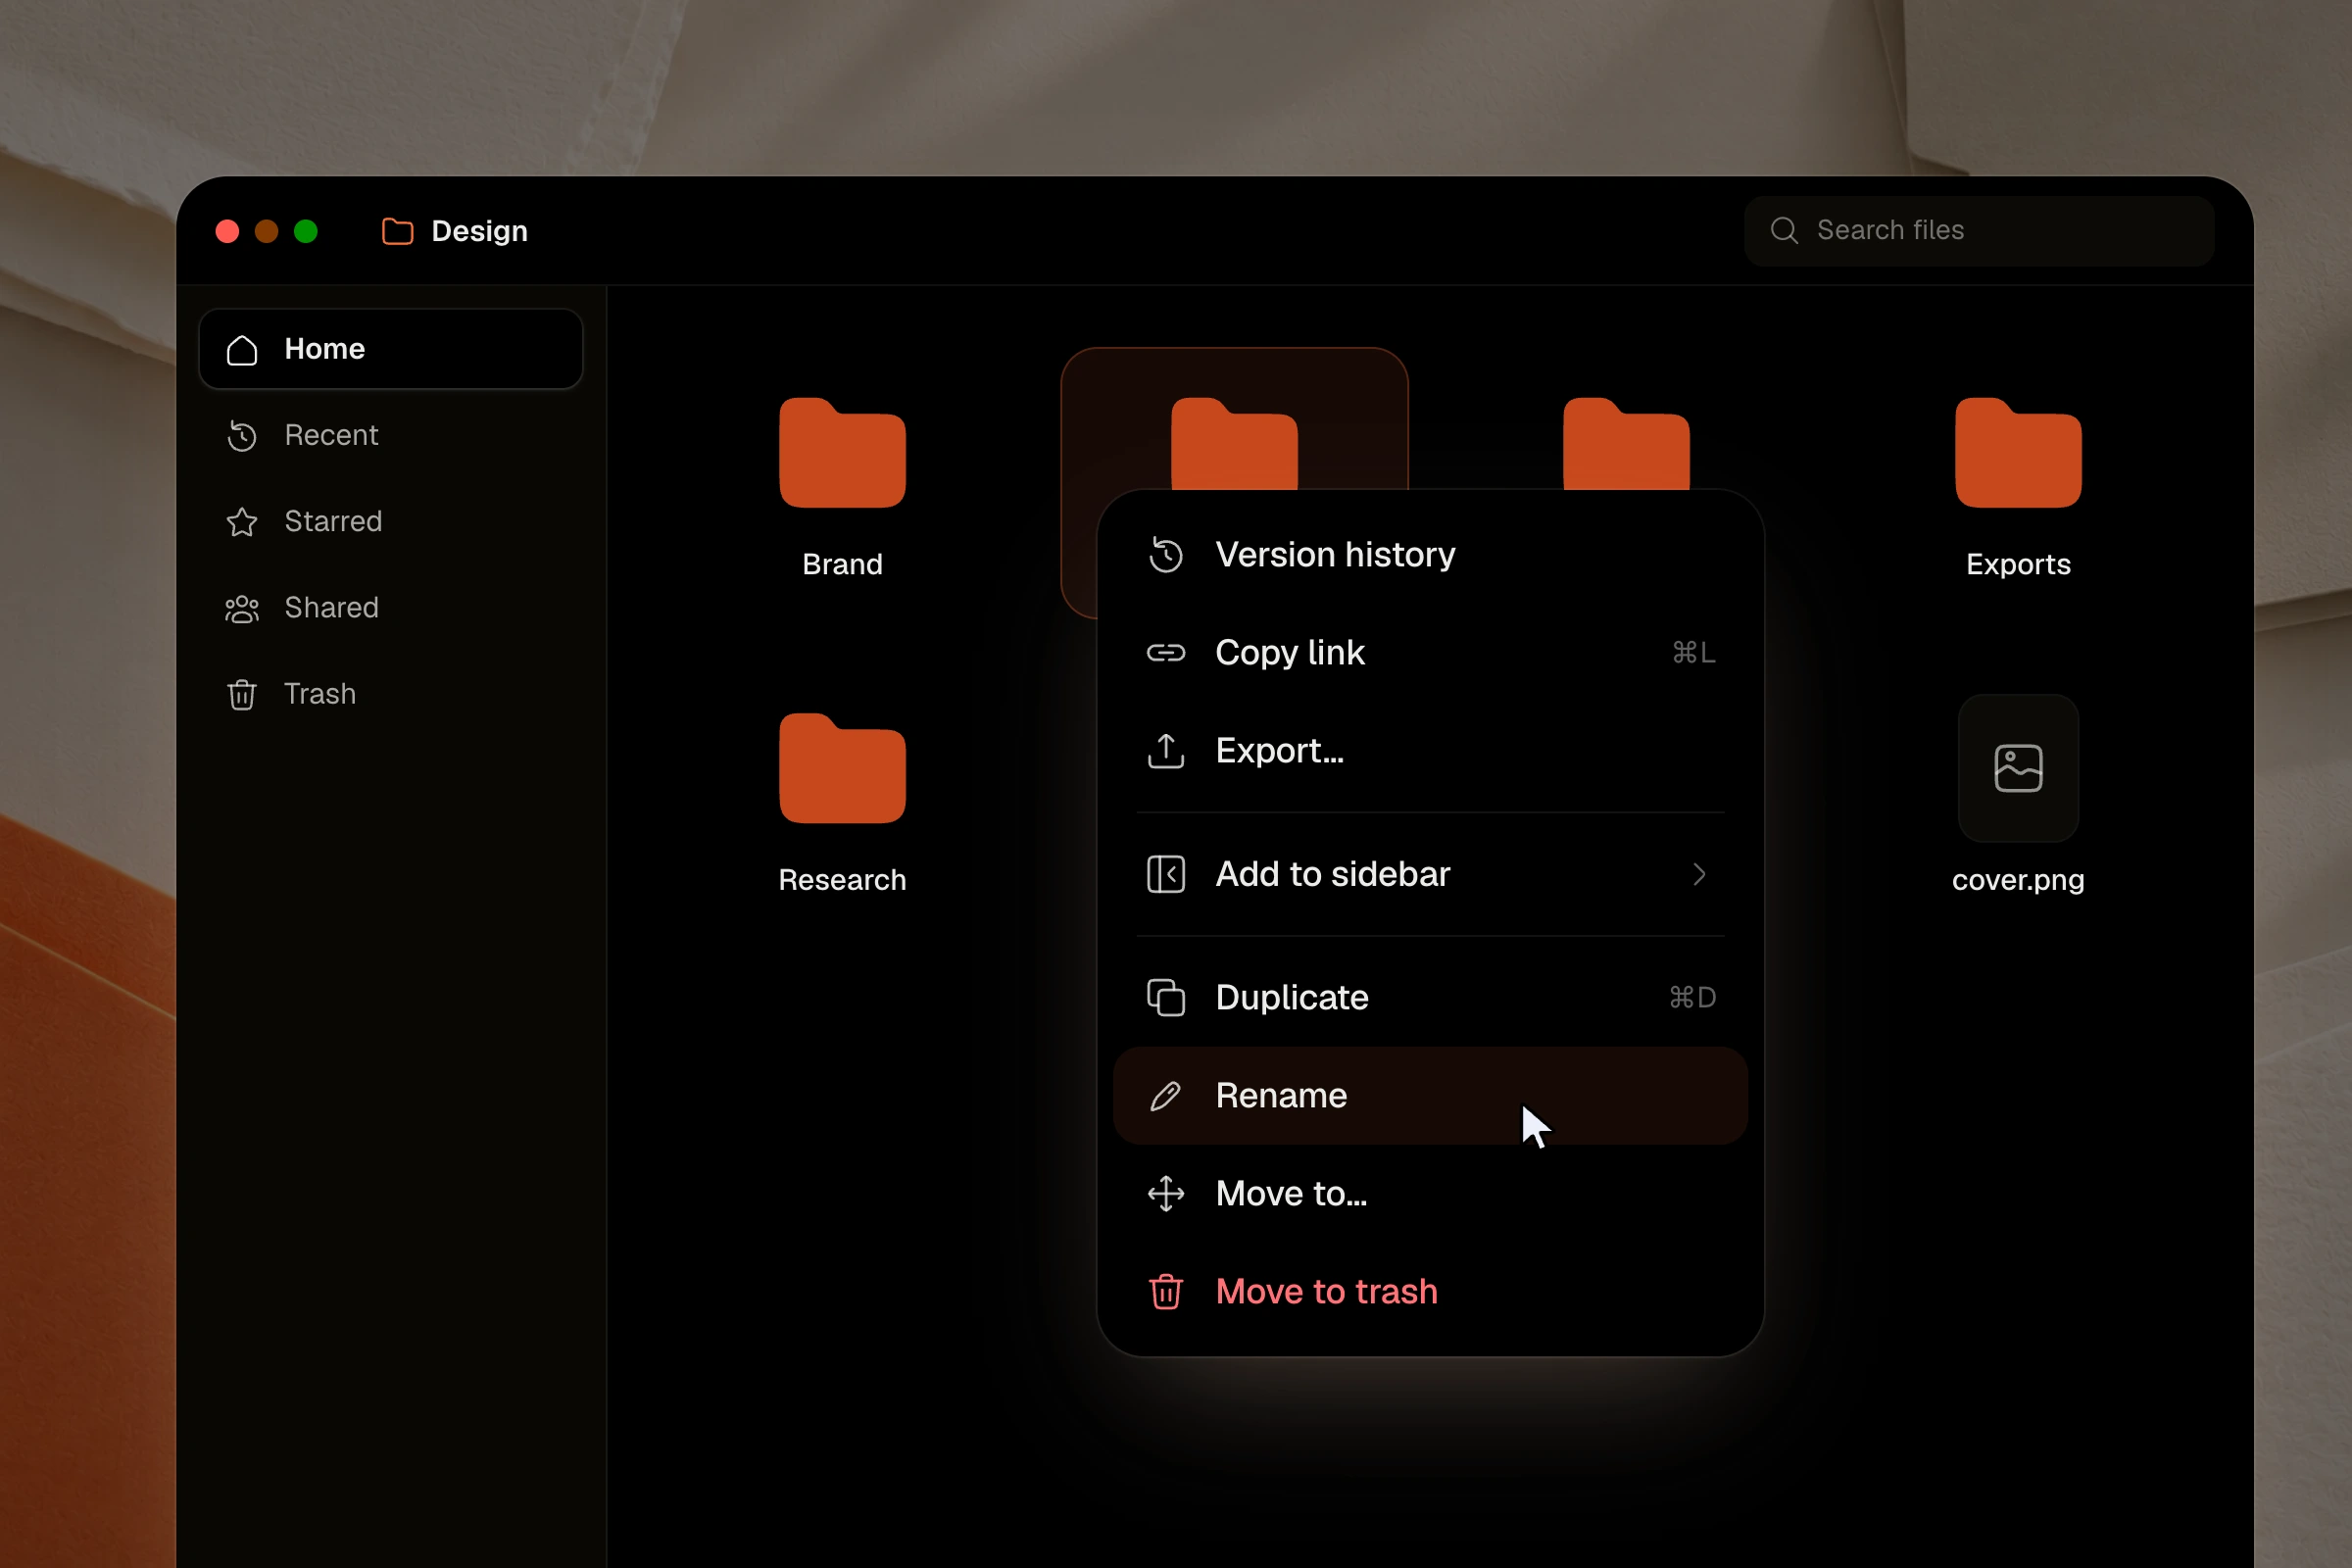 Design
Search files
Home
Recent
Starred
Shared
Trash
Brand
Exports
Research
cover.png
Version history
Copy link ⌘L
Export...
Add to sidebar
Duplicate ⌘D
Rename
Move to...
Move to trash